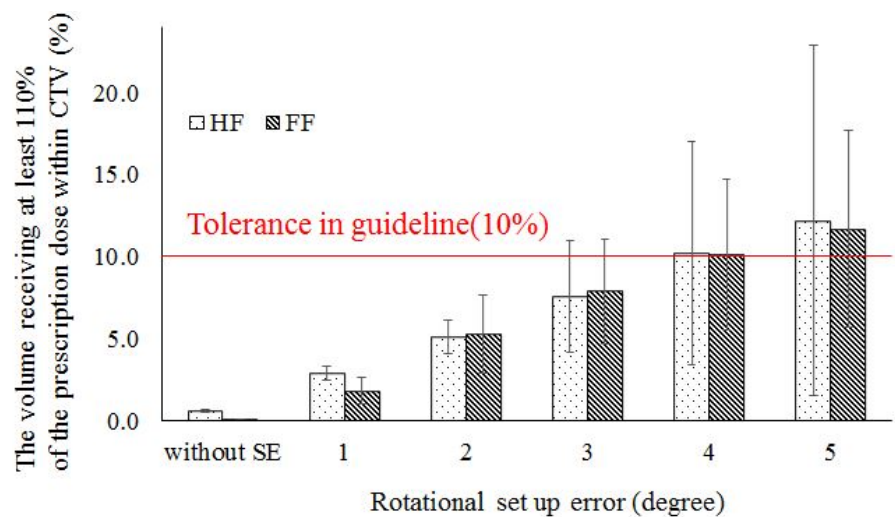 The volume receiving at least 110%
of the prescription dose within CTV (%)
20.0
15.0
10.0
5.0
0.0
HF FF
Tolerance in guideline(10%)
without SE 1 2 3 4 5
Rotational set up error (degree)